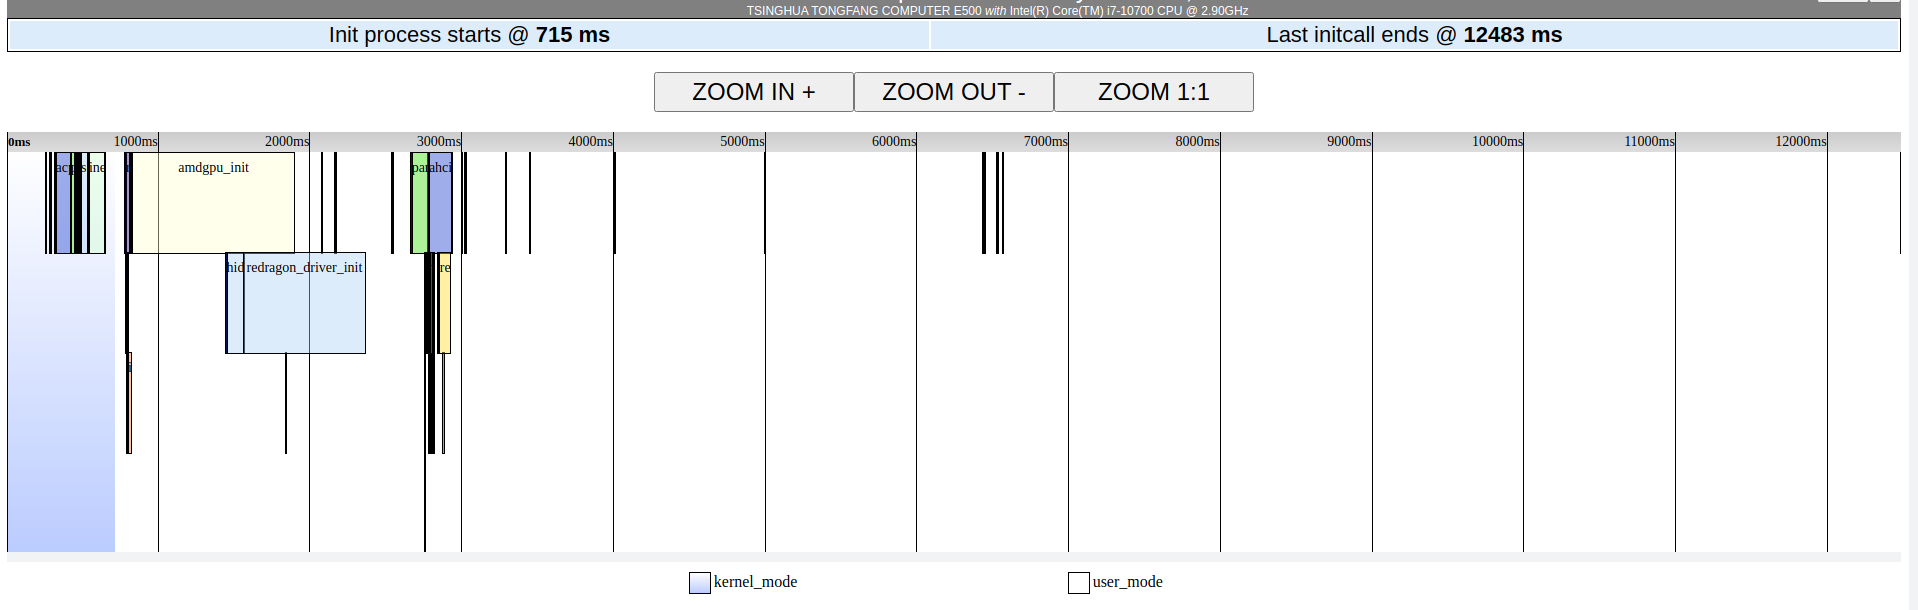 TSINGHUA TONGFANG COMPUTER E500 with Intel(R) Core(TM) i7-10700 CPU @ 2.90GHz
Init process starts @ 715 ms
Last initcall ends @ 12483 ms
ZOOM IN +
ZOOM OUT -
ZOOM 1:1
0ms 1000ms 2000ms 3000ms 4000ms 5000ms 6000ms 7000ms 8000ms 9000ms 10000ms 11000ms 12000ms
ine amdgpu_init ahci
hid redragon_driver_init re
kernel_mode
user_mode